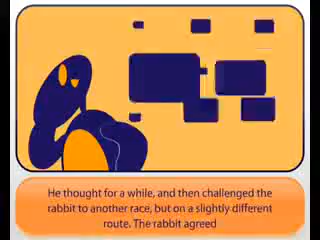 He thought for a while, and then challenged the
rabbit to another race, but on a slightly different
route. The rabbit agreed